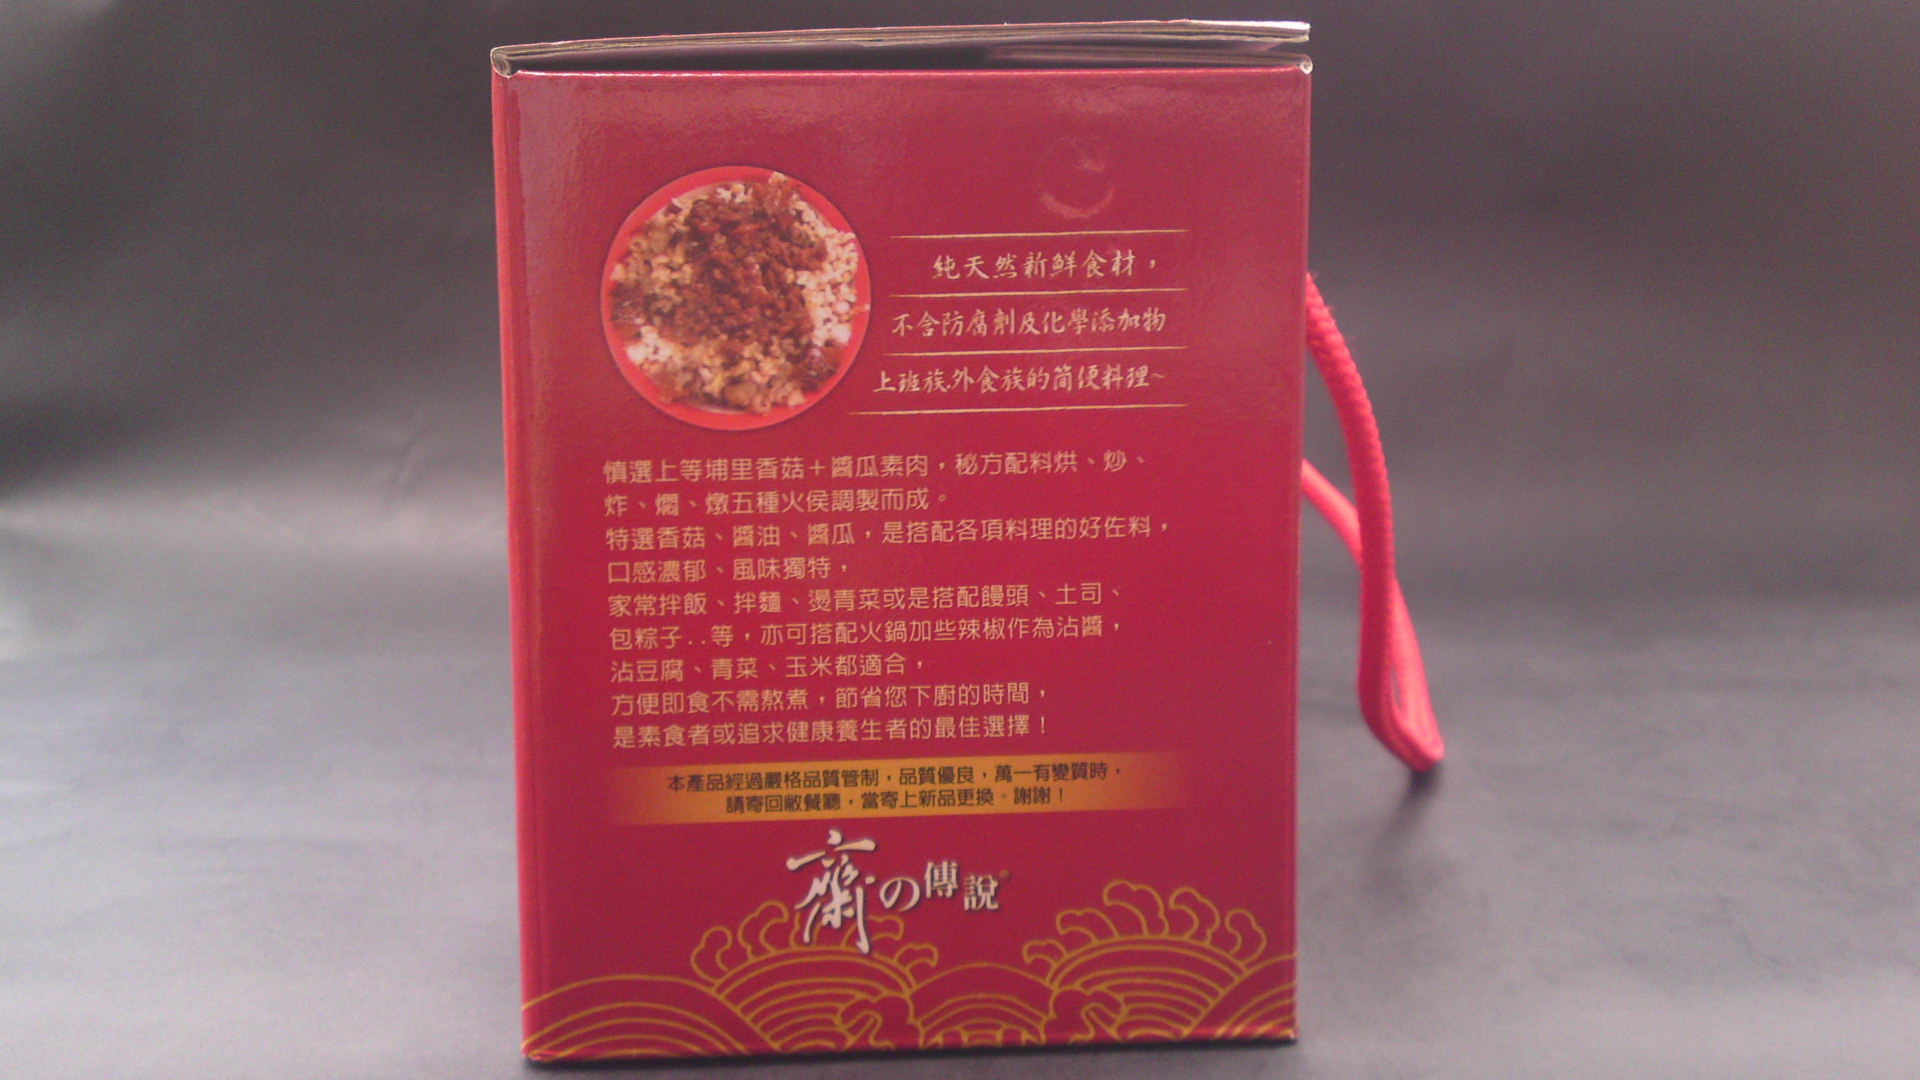 純天然新鮮食材，
不含防腐劑及化學添加物
上班族.外食族的簡便料理~
慎選上等埔里香菇＋醬瓜素肉，秘方配料烘、炒、
炸、燜、燉五種火侯調製而成。
特選香菇、醬油、醬瓜，是搭配各項料理的好佐料，
口感濃郁、風味獨特，
家常拌飯、拌麵、燙青菜或是搭配饅頭、土司、
包粽子..等，亦可搭配火鍋加些辣椒作為沾醬，
沾豆腐、青菜、玉米都適合，
方便即食不需熬煮，節省您下廚的時間，
是素食者或追求健康養生者的最佳選擇！
本產品經過嚴格品質管制，品質優良，萬一有變質時，
請寄回敝餐廳，當寄上新品更換。謝謝！
齋の傳說